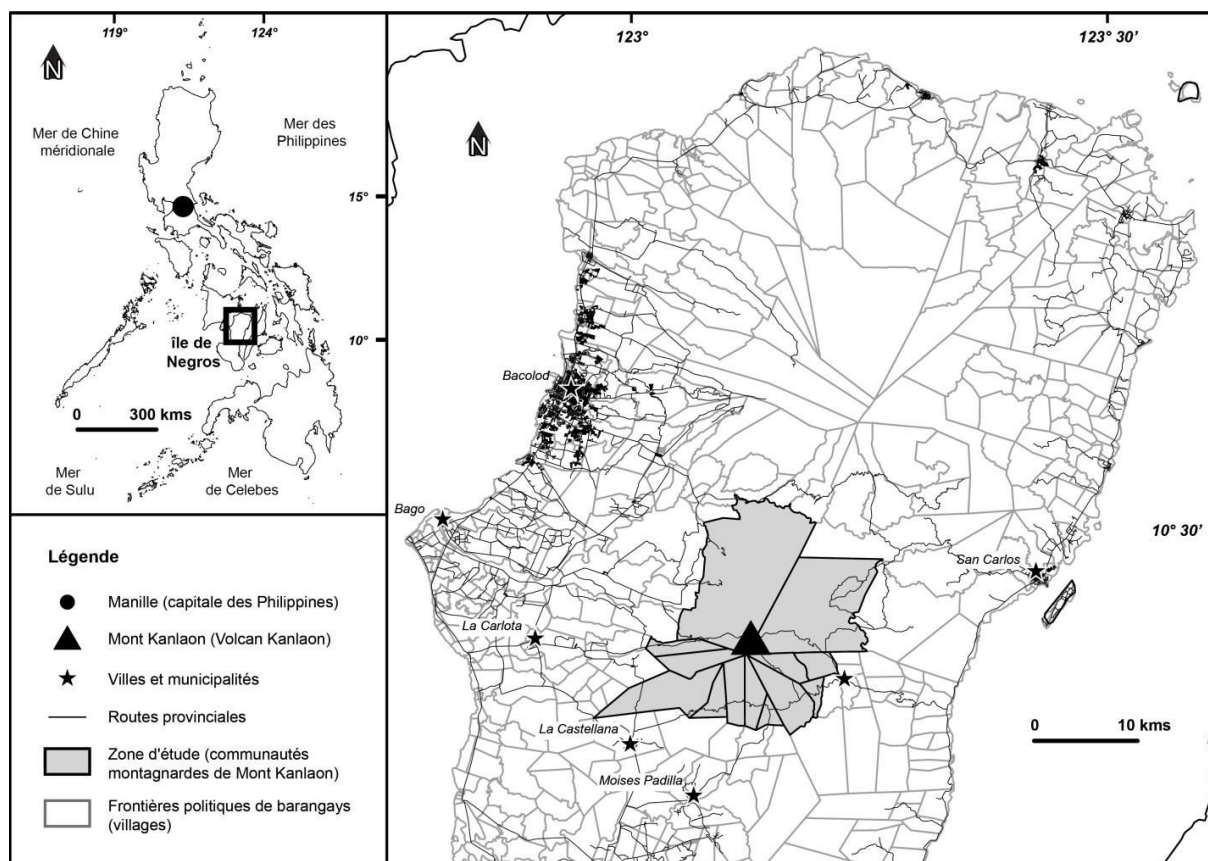 119°
124°
N
Mer de Chine
méridionale
Mer des
Philippines
15°
10°
île de
Negros
0 300 kms
Mer
de Sulu
Mer
de Celebes
Légende
Manille (capitale des Philippines)
Mont Kanlaon (Volcan Kanlaon)
Villes et municipalités
Routes provinciales
Zone d'étude (communautés
montagnardes de Mont Kanlaon)
Frontières politiques de barangays
(villages)
123°
123° 30’
N
Bacolod
Bago
10° 30’
San Carlos
La Carlota
La Castellana
0 10 kms
Moises Padilla